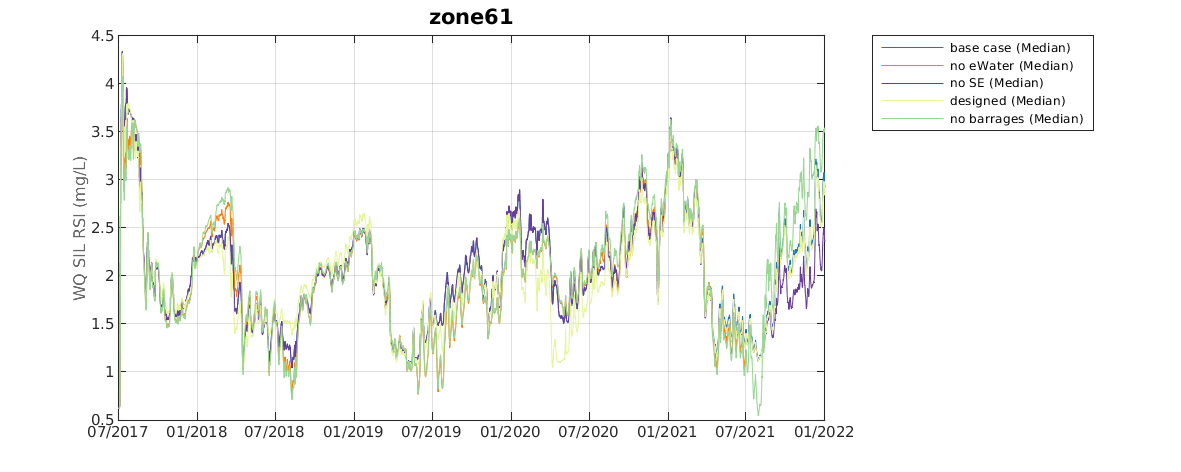 zone61
WQ SIL RSI (mg/L)
4.5
4
3.5
3
2.5
2
1.5
1
0.5
07/2017 01/2018 07/2018 01/2019 07/2019 01/2020 07/2020 01/2021 07/2021 01/2022
base case (Median)
no eWater (Median)
no SE (Median)
designed (Median)
no barrages (Median)